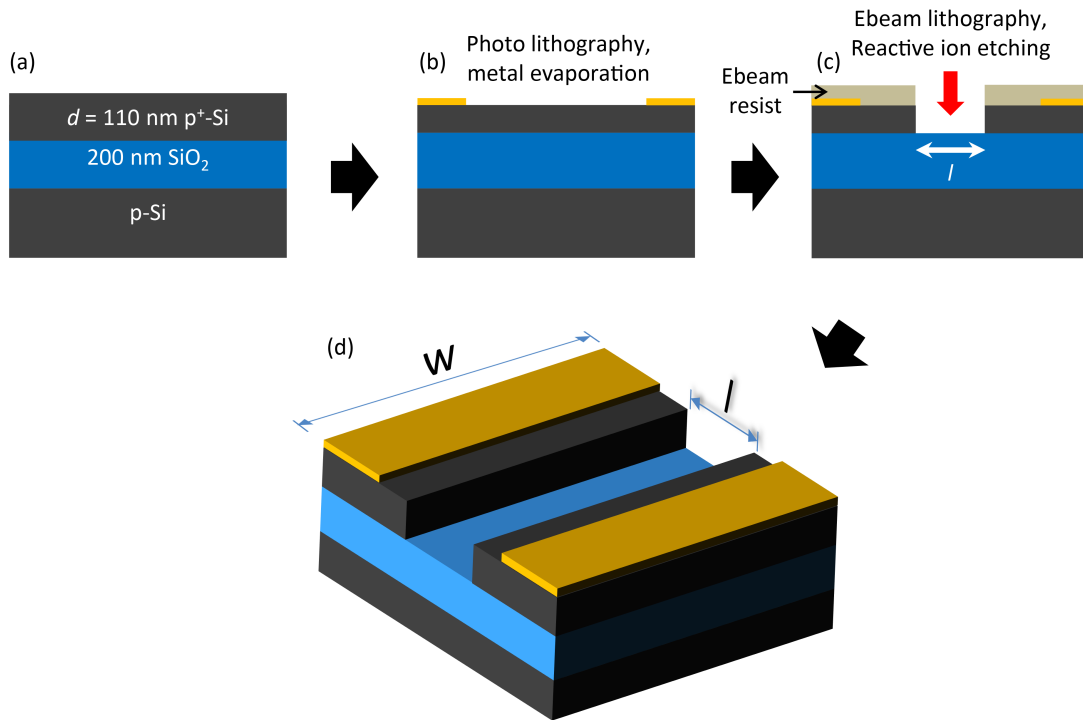 (a)
d = 110 nm p⁺-Si
200 nm SiO₂
p-Si
Photo lithography,
metal evaporation
(b)
Ebeam lithography,
Reactive ion etching
(c)
Ebeam
resist
l
(d)
W
l